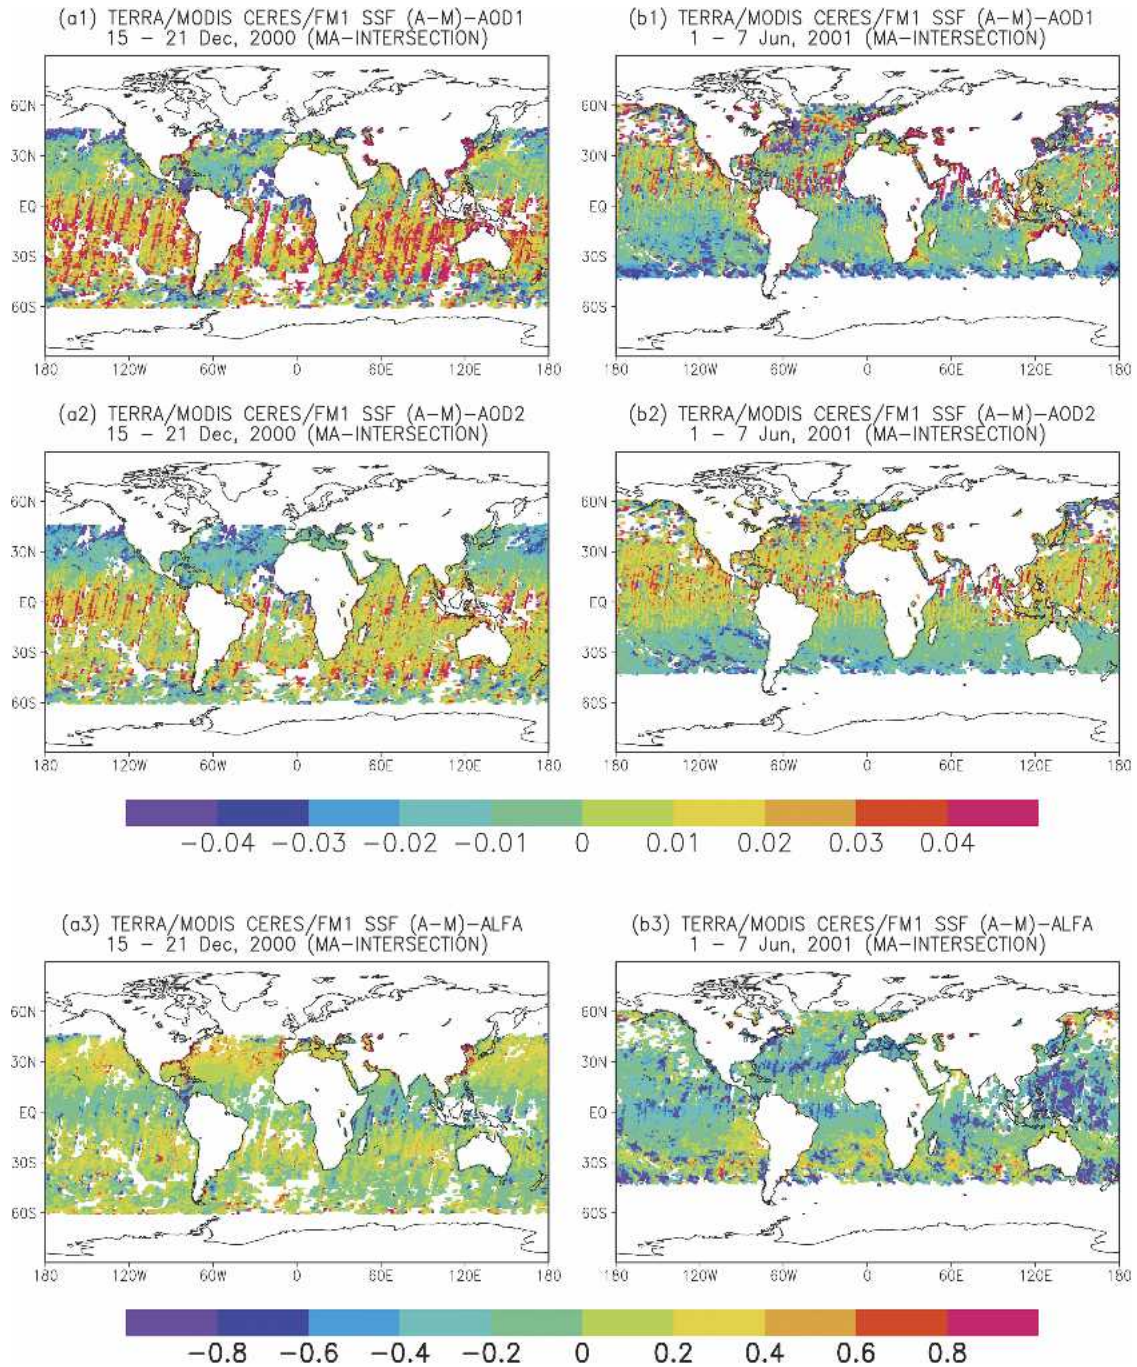 (a1) TERRA/MODIS CERES/FM1 SSF (A-M)-AOD1
15 - 21 Dec, 2000 (MA-INTERSECTION)
60N
30N
EQ
30S
60S
180 120W 60W 0 60E 120E 180
(b1) TERRA/MODIS CERES/FM1 SSF (A-M)-AOD1
1 - 7 Jun, 2001 (MA-INTERSECTION)
60N
30N
EQ
30S
60S
180 120W 60W 0 60E 120E 180
(a2) TERRA/MODIS CERES/FM1 SSF (A-M)-AOD2
15 - 21 Dec, 2000 (MA-INTERSECTION)
60N
30N
EQ
30S
60S
180 120W 60W 0 60E 120E 180
(b2) TERRA/MODIS CERES/FM1 SSF (A-M)-AOD2
1 - 7 Jun, 2001 (MA-INTERSECTION)
60N
30N
EQ
30S
60S
180 120W 60W 0 60E 120E 180
-0.04 -0.03 -0.02 -0.01 0 0.01 0.02 0.03 0.04
(a3) TERRA/MODIS CERES/FM1 SSF (A-M)-ALFA
15 - 21 Dec, 2000 (MA-INTERSECTION)
60N
30N
EQ
30S
60S
180 120W 60W 0 60E 120E 180
(b3) TERRA/MODIS CERES/FM1 SSF (A-M)-ALFA
1 - 7 Jun, 2001 (MA-INTERSECTION)
60N
30N
EQ
30S
60S
180 120W 60W 0 60E 120E 180
-0.8 -0.6 -0.4 -0.2 0 0.2 0.4 0.6 0.8